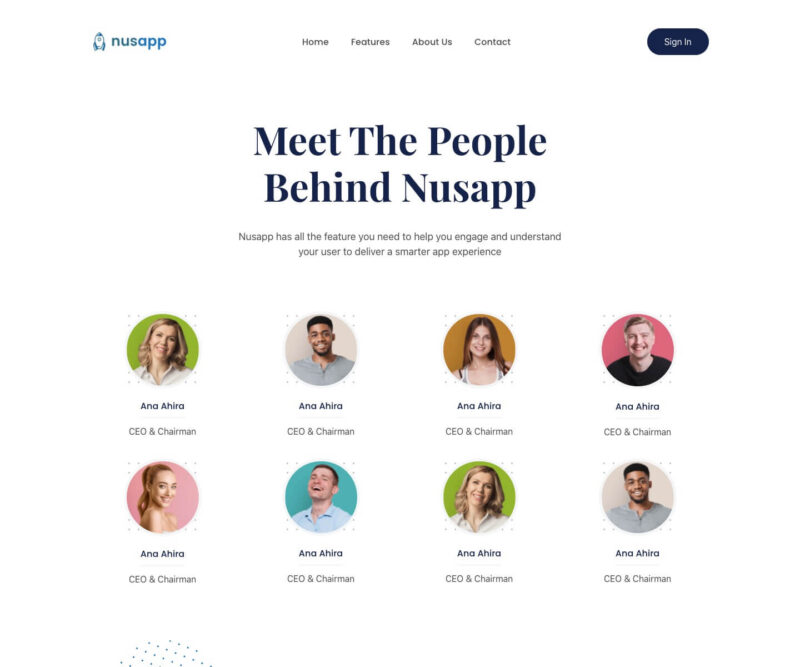 nusapp
Home Features About Us Contact
Sign In
Meet The People
Behind Nusapp
Nusapp has all the feature you need to help you engage and understand
your user to deliver a smarter app experience
Ana Ahira
CEO & Chairman
Ana Ahira
CEO & Chairman
Ana Ahira
CEO & Chairman
Ana Ahira
CEO & Chairman
Ana Ahira
CEO & Chairman
Ana Ahira
CEO & Chairman
Ana Ahira
CEO & Chairman
Ana Ahira
CEO & Chairman